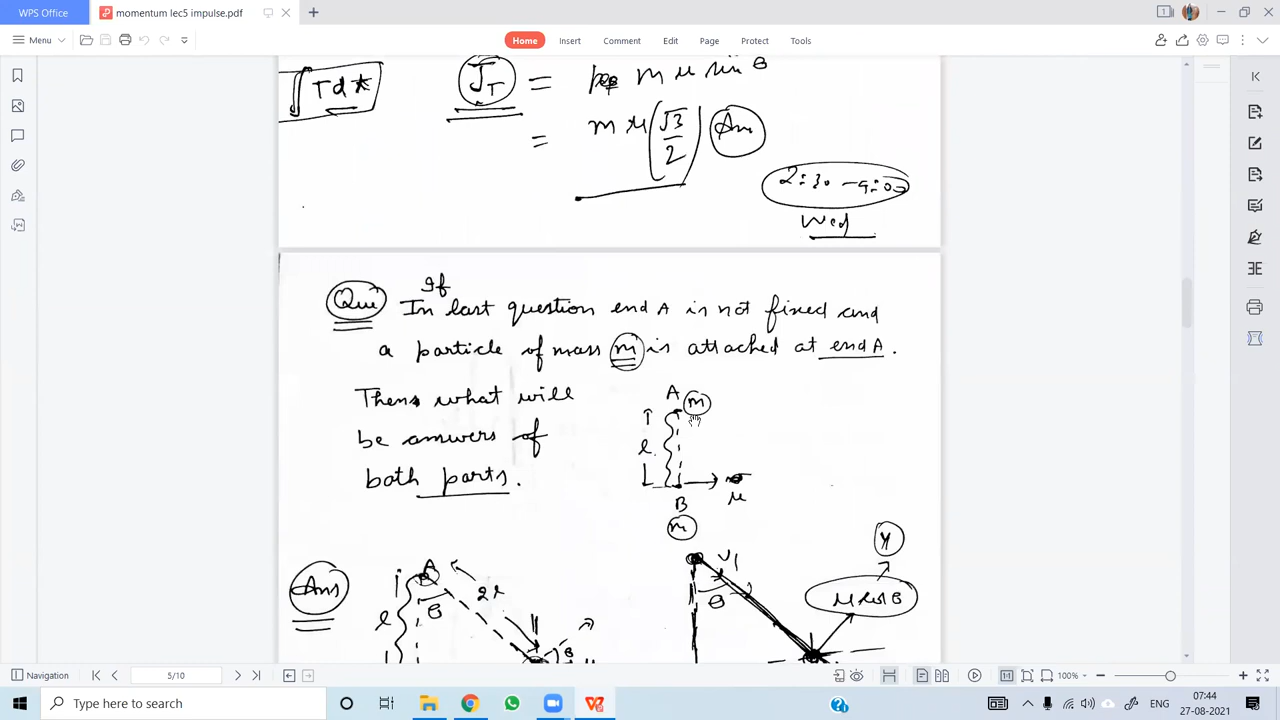 WPS Office
momentum lec5 impulse.pdf
Menu
Home
Insert
Comment
Edit
Page
Protect
Tools
∫Tdt
J_T = m u sin θ
= m u (√3/2) Ans
2:30 - 4:00
Wed
If
Que In last question end A is not fixed and
a particle of mass m is attached at end A.
Then what will
be answers of
both parts.
A m
l
B
u
m
Ans
A
θ
2l
l
θ
v1
θ
u cos θ
Navigation
5/10
100%
Type here to search
07:44
27-08-2021